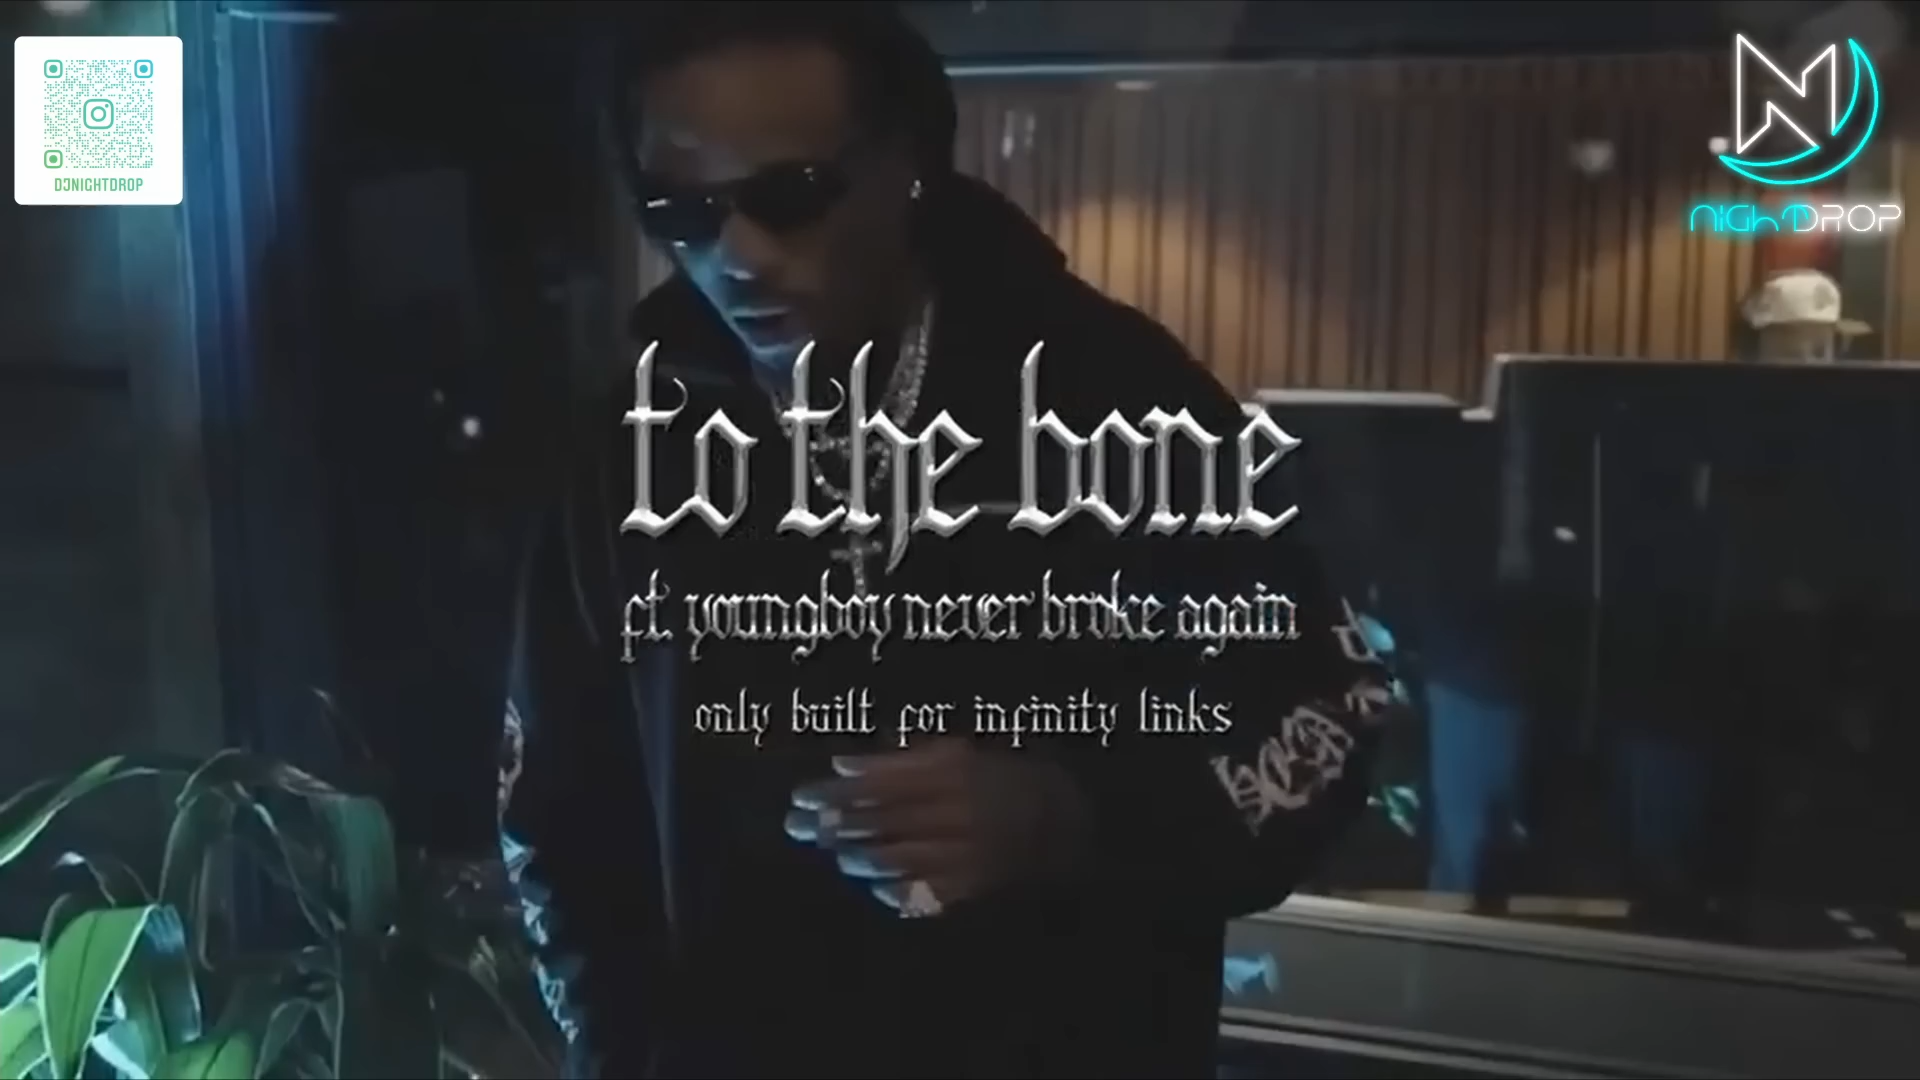 DJNIGHTDROP
NIGHTDROP
to the bone
ft. youngboy never broke again
only built for infinity links